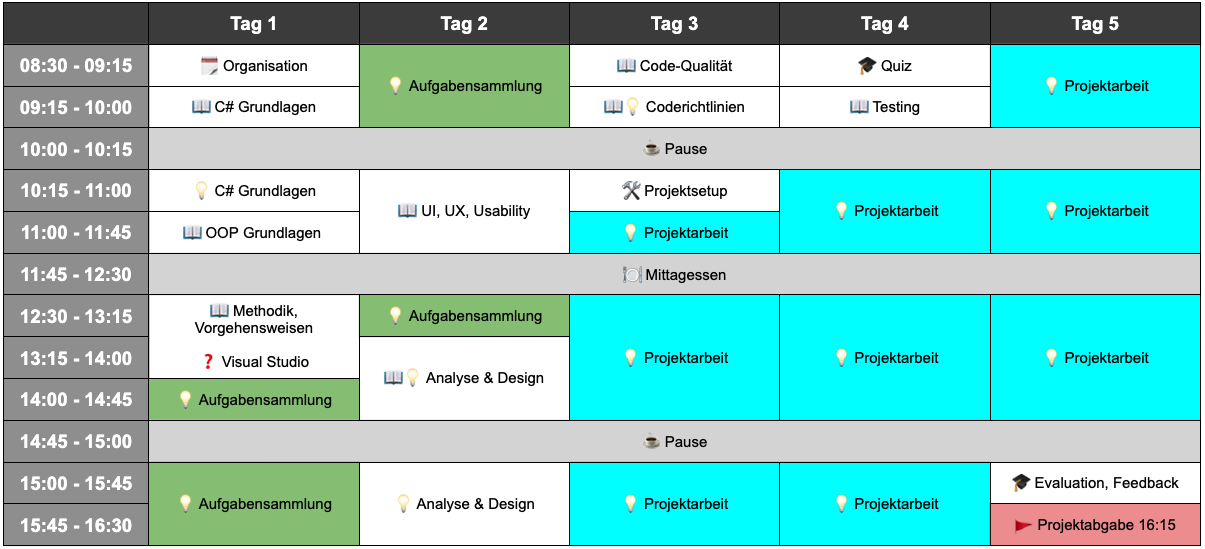 Tag 1 Tag 2 Tag 3 Tag 4 Tag 5
08:30 - 09:15 Organisation Aufgabensammlung Code-Qualität Quiz Projektarbeit
09:15 - 10:00 C# Grundlagen Coderichtlinien Testing
10:00 - 10:15 Pause
10:15 - 11:00 C# Grundlagen UI, UX, Usability Projektsetup Projektarbeit Projektarbeit
11:00 - 11:45 OOP Grundlagen Projektarbeit
11:45 - 12:30 Mittagessen
12:30 - 13:15 Methodik, Aufgabensammlung
Vorgehensweisen
13:15 - 14:00 Visual Studio Analyse & Design Projektarbeit Projektarbeit Projektarbeit
14:00 - 14:45 Aufgabensammlung
14:45 - 15:00 Pause
15:00 - 15:45 Aufgabensammlung Analyse & Design Projektarbeit Projektarbeit Evaluation, Feedback
15:45 - 16:30 Projektabgabe 16:15